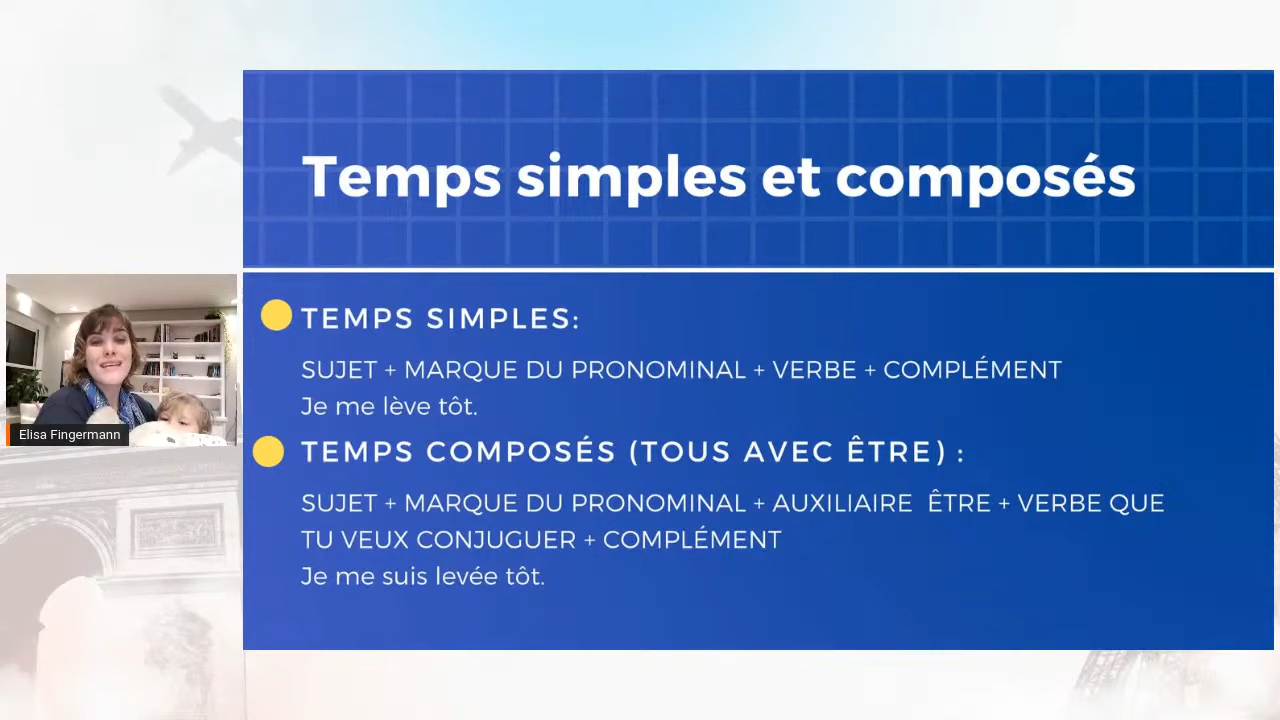 Temps simples et composés
TEMPS SIMPLES:
SUJET + MARQUE DU PRONOMINAL + VERBE + COMPLÉMENT
Je me lève tôt.
TEMPS COMPOSÉS (TOUS AVEC ÊTRE) :
SUJET + MARQUE DU PRONOMINAL + AUXILIAIRE ÊTRE + VERBE QUE
TU VEUX CONJUGUER + COMPLÉMENT
Je me suis levée tôt.
Elisa Fingermann